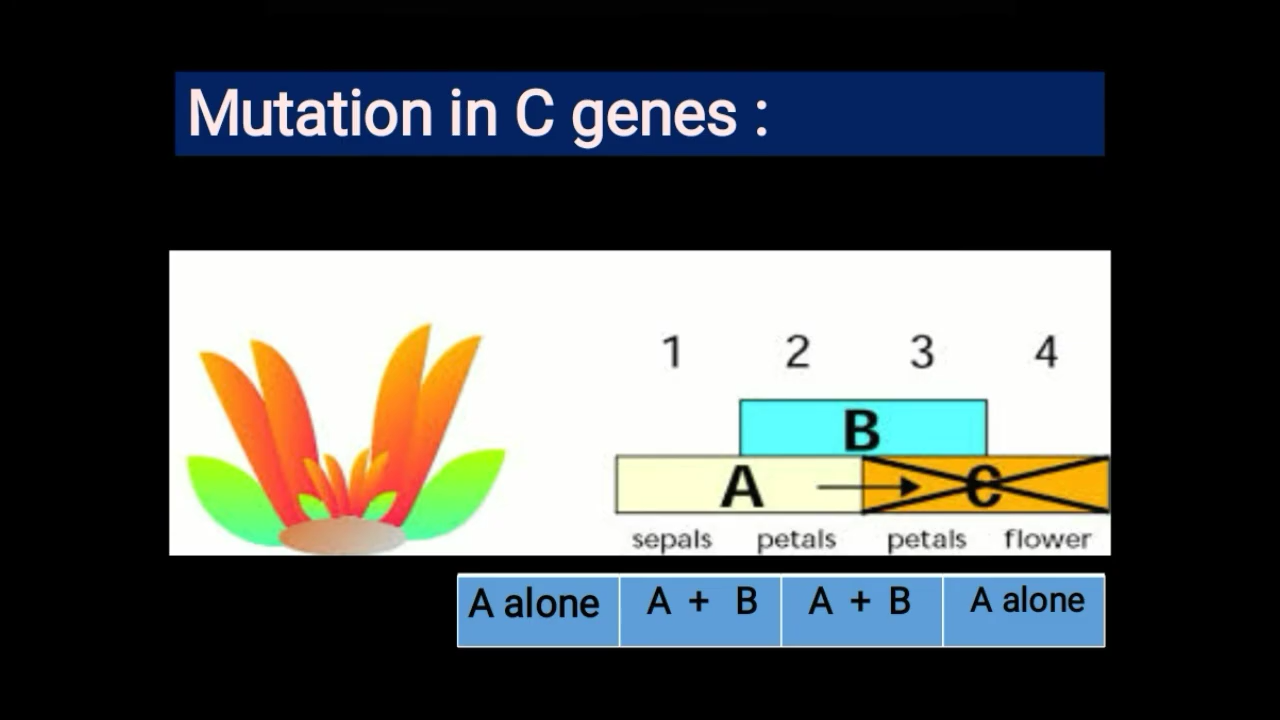 Mutation in C genes :
1 2 3 4
B
A C
sepals petals petals flower
A alone A + B A + B A alone